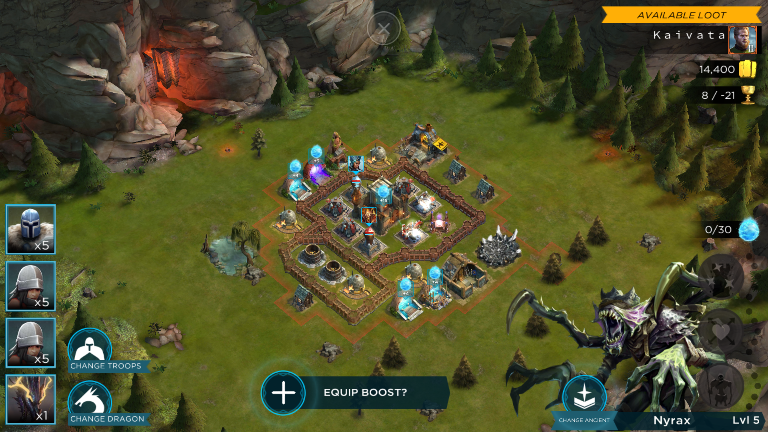 AVAILABLE LOOT
Kaivata
14,400
8 / -21
x5
0/30
x5
x5
CHANGE TROOPS
x1
CHANGE DRAGON
EQUIP BOOST?
CHANGE ANCIENT
Nyrax Lvl 5